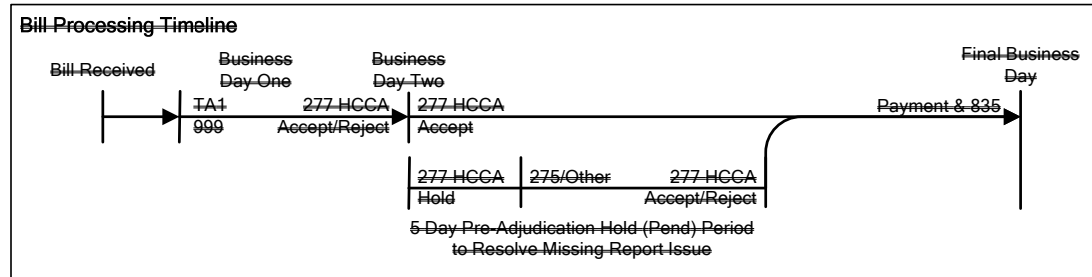 Bill Processing Timeline
Bill Received
Business
Day One
Business
Day Two
Final Business
Day
TA1
999
277 HCCA
Accept/Reject
277 HCCA
Accept
Payment & 835
277 HCCA
Hold
275/Other
277 HCCA
Accept/Reject
5 Day Pre-Adjudication Hold (Pend) Period
to Resolve Missing Report Issue